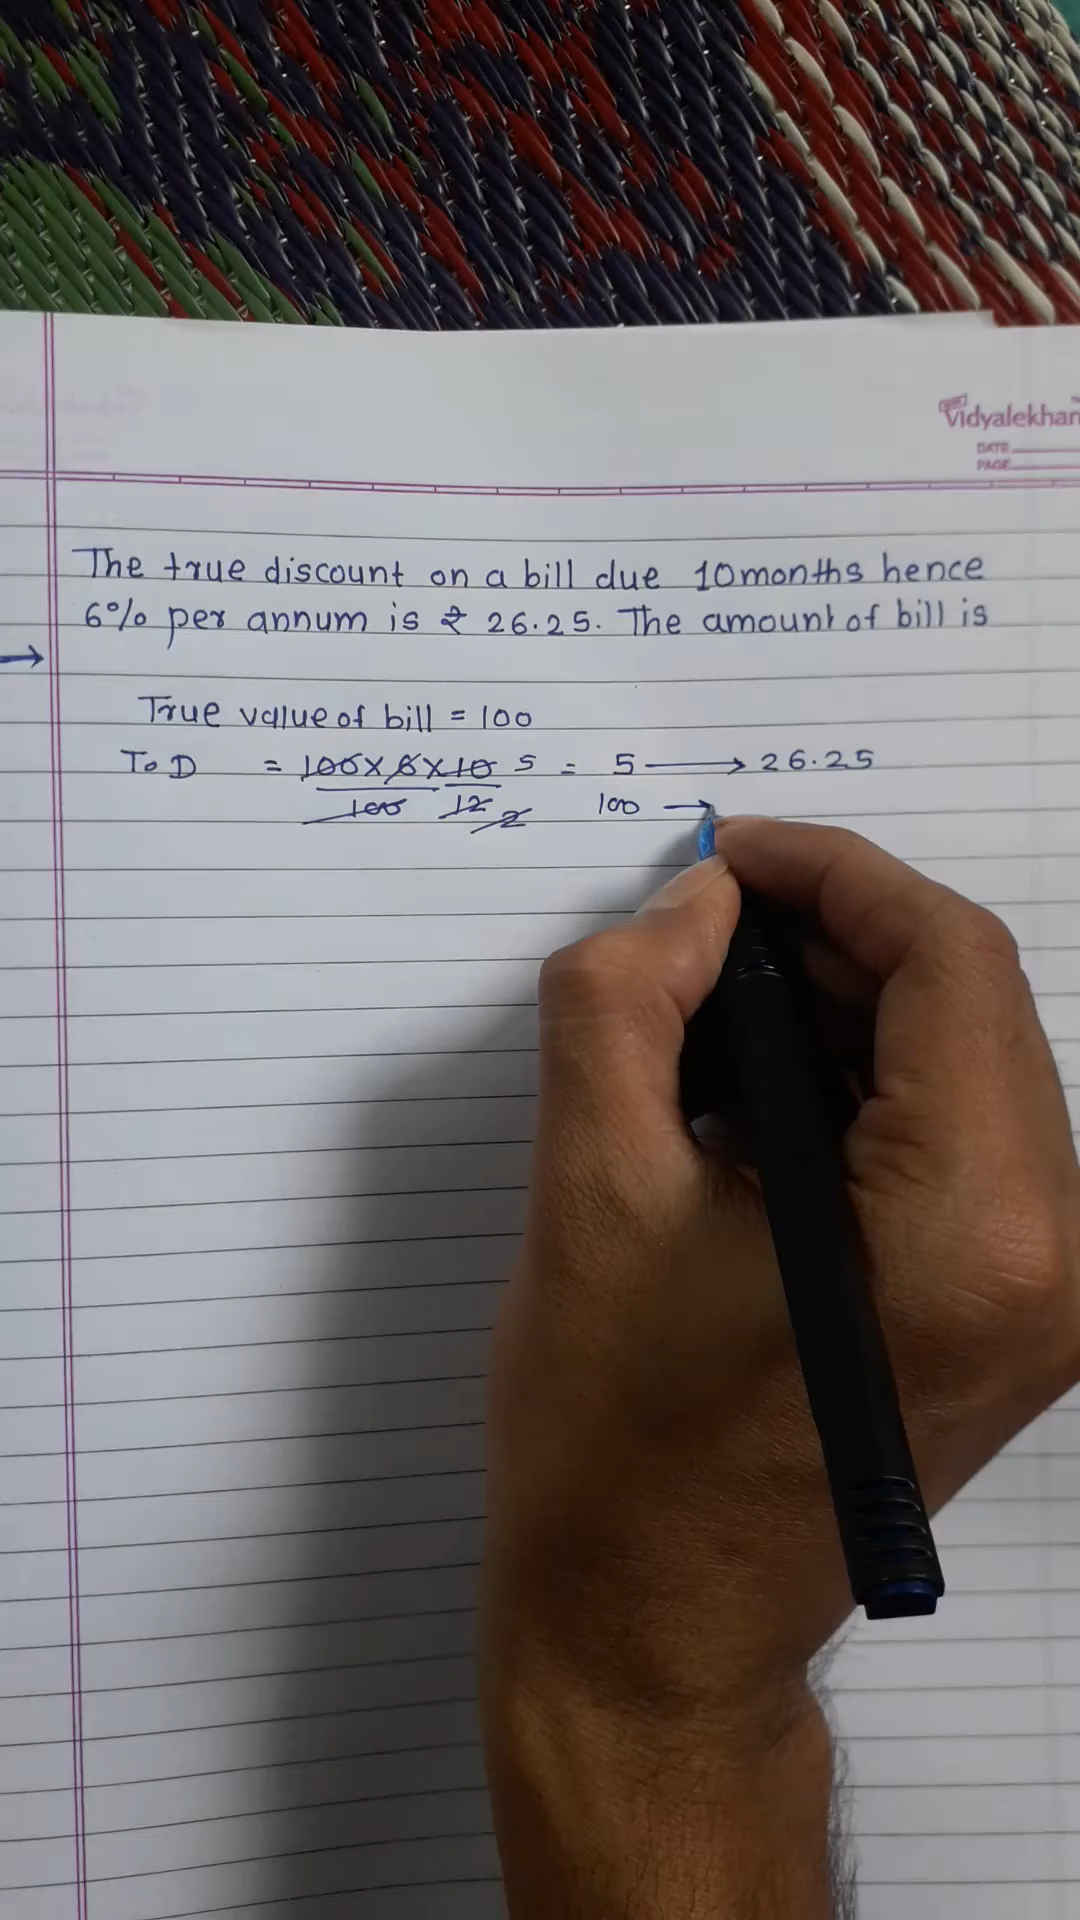 Vidyalekhan
DATE
PAGE
The true discount on a bill due 10months hence
6% per annum is ₹ 26.25. The amount of bill is
True value of bill = 100
ToD = 100 x 6 x 10 5 = 5 → 26.25
100 12 2 100 →